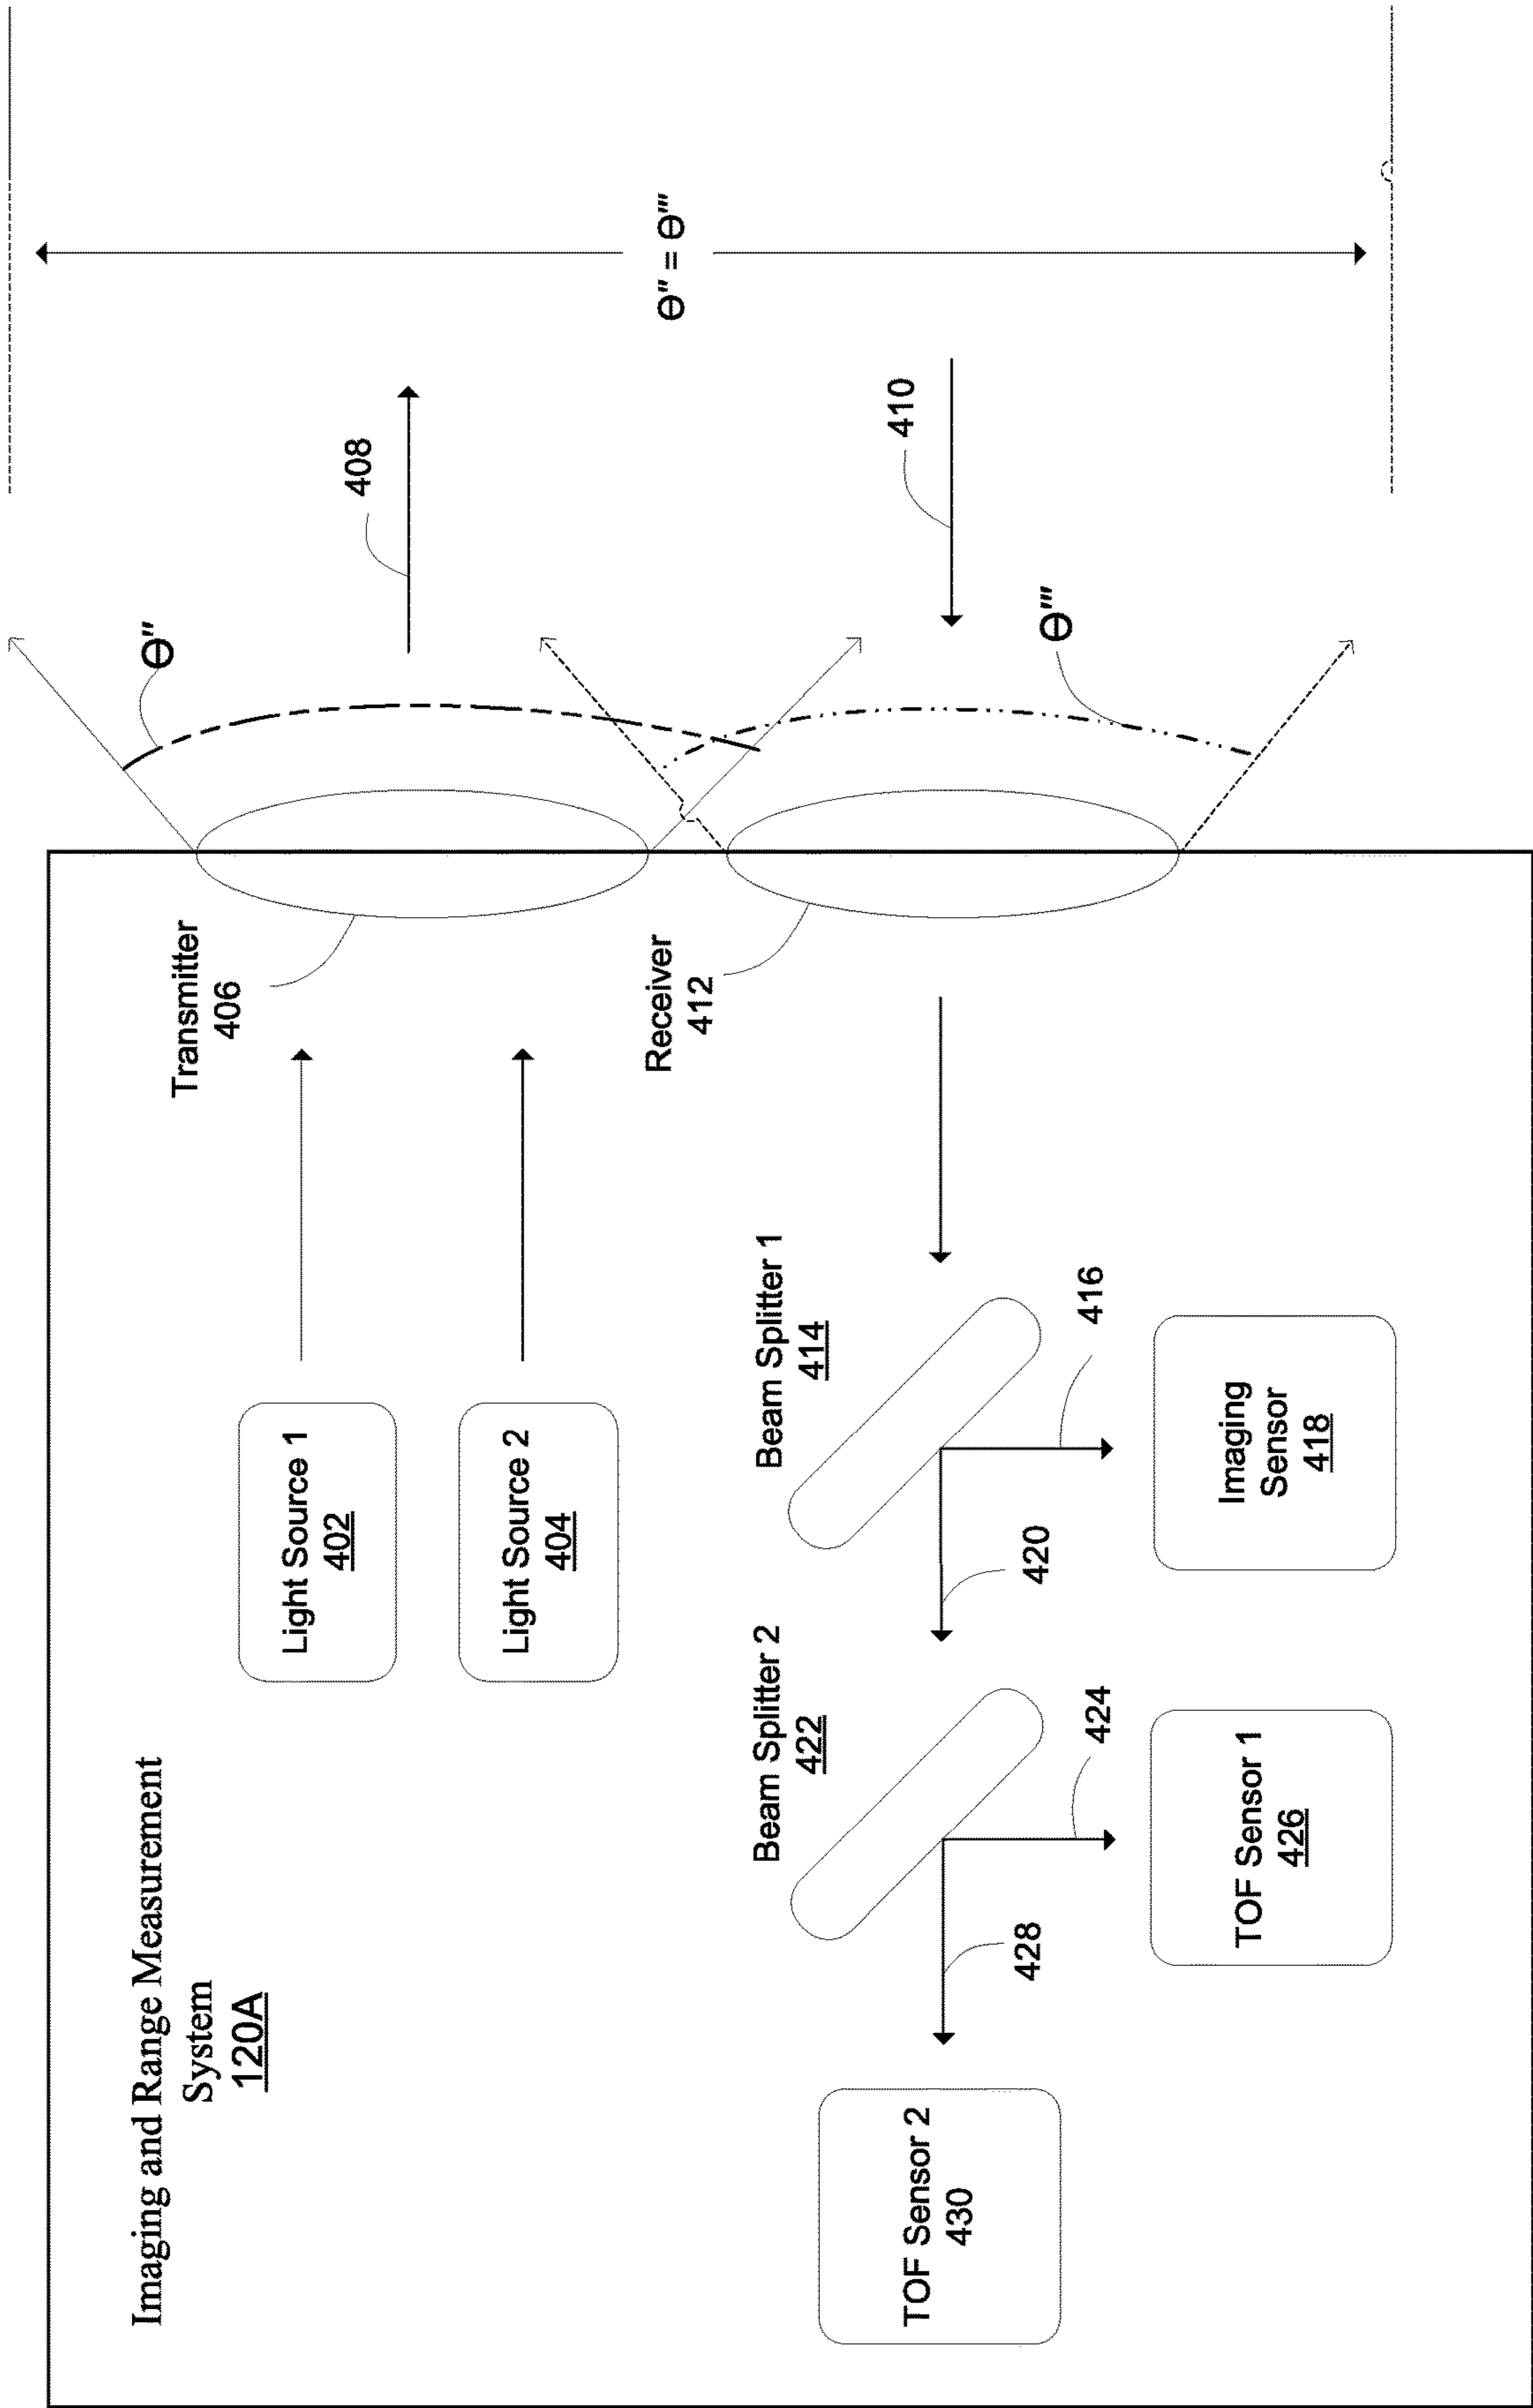 Imaging and Range Measurement
System
120A
Light Source 1
402
Light Source 2
404
Transmitter
406
Receiver
412
Θ"
408
Θ" = Θ'''
410
Θ'''
Beam Splitter 1
414
416
Imaging
Sensor
418
420
Beam Splitter 2
422
424
TOF Sensor 1
426
428
TOF Sensor 2
430